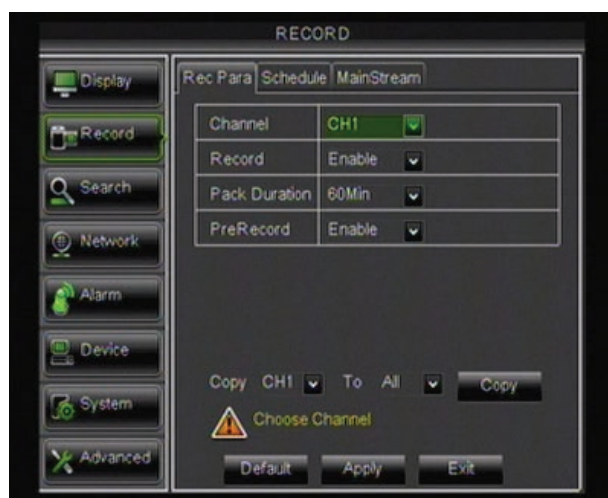 RECORD
Display
Record
Search
Network
Alarm
Device
System
Advanced
Rec Para Schedule MainStream
Channel CH1
Record Enable
Pack Duration 60Min
PreRecord Enable
Copy CH1 To All Copy
Choose Channel
Default Apply Exit